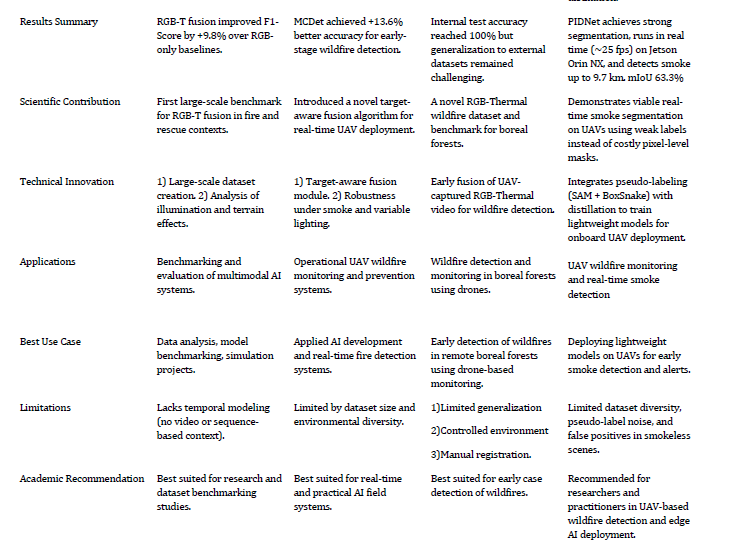 Results Summary
RGB-T fusion improved F1-
Score by +9.8% over RGB-
only baselines.
MCDet achieved +13.6%
better accuracy for early-
stage wildfire detection.
Internal test accuracy
reached 100% but
generalization to external
datasets remained
challenging.
PIDNet achieves strong
segmentation, runs in real
time (~25 fps) on Jetson
Orin NX, and detects smoke
up to 9.7 km. mIoU 63.3%
Scientific Contribution
First large-scale benchmark
for RGB-T fusion in fire and
rescue contexts.
Introduced a novel target-
aware fusion algorithm for
real-time UAV deployment.
A novel RGB-Thermal
wildfire dataset and
benchmark for boreal
forests.
Demonstrates viable real-
time smoke segmentation
on UAVs using weak labels
instead of costly pixel-level
masks.
Technical Innovation
1) Large-scale dataset
creation. 2) Analysis of
illumination and terrain
effects.
1) Target-aware fusion
module. 2) Robustness
under smoke and variable
lighting.
Early fusion of UAV-
captured RGB-Thermal
video for wildfire detection.
Integrates pseudo-labeling
(SAM + BoxSnake) with
distillation to train
lightweight models for
onboard UAV deployment.
Applications
Benchmarking and
evaluation of multimodal AI
systems.
Operational UAV wildfire
monitoring and prevention
systems.
Wildfire detection and
monitoring in boreal forests
using drones.
UAV wildfire monitoring
and real-time smoke
detection
Best Use Case
Data analysis, model
benchmarking, simulation
projects.
Applied AI development
and real-time fire detection
systems.
Early detection of wildfires
in remote boreal forests
using drone-based
monitoring.
Deploying lightweight
models on UAVs for early
smoke detection and alerts.
Limitations
Lacks temporal modeling
(no video or sequence-
based context).
Limited by dataset size and
environmental diversity.
1)Limited generalization
2)Controlled environment
3)Manual registration.
Limited dataset diversity,
pseudo-label noise, and
false positives in smokeless
scenes.
Academic Recommendation
Best suited for research and
dataset benchmarking
studies.
Best suited for real-time
and practical AI field
systems.
Best suited for early case
detection of wildfires.
Recommended for
researchers and
practitioners in UAV-based
wildfire detection and edge
AI deployment.